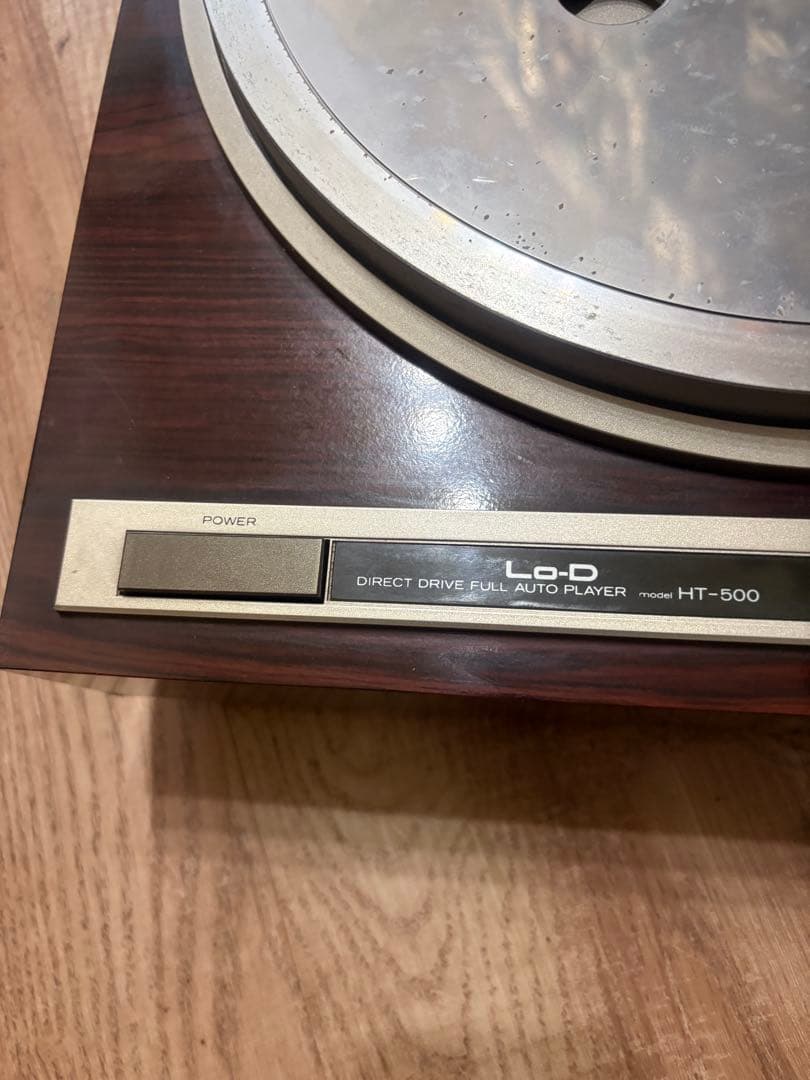 POWER
Lo-D
DIRECT DRIVE FULL AUTO PLAYER model HT-500